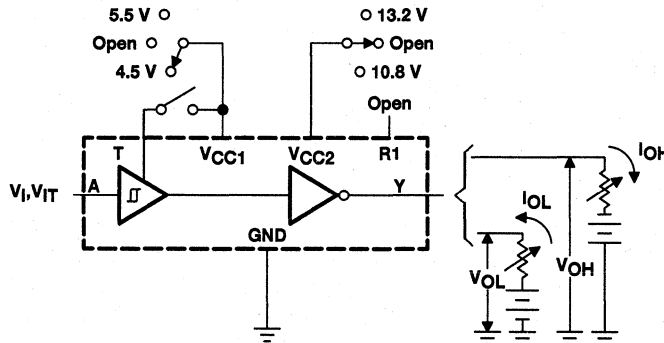 5.5 V
13.2 V
Open
Open
4.5 V
10.8 V
Open
T
VCC1
VCC2
R1
VI,VIT
A
Y
GND
IOH
IOL
VOL
VOH